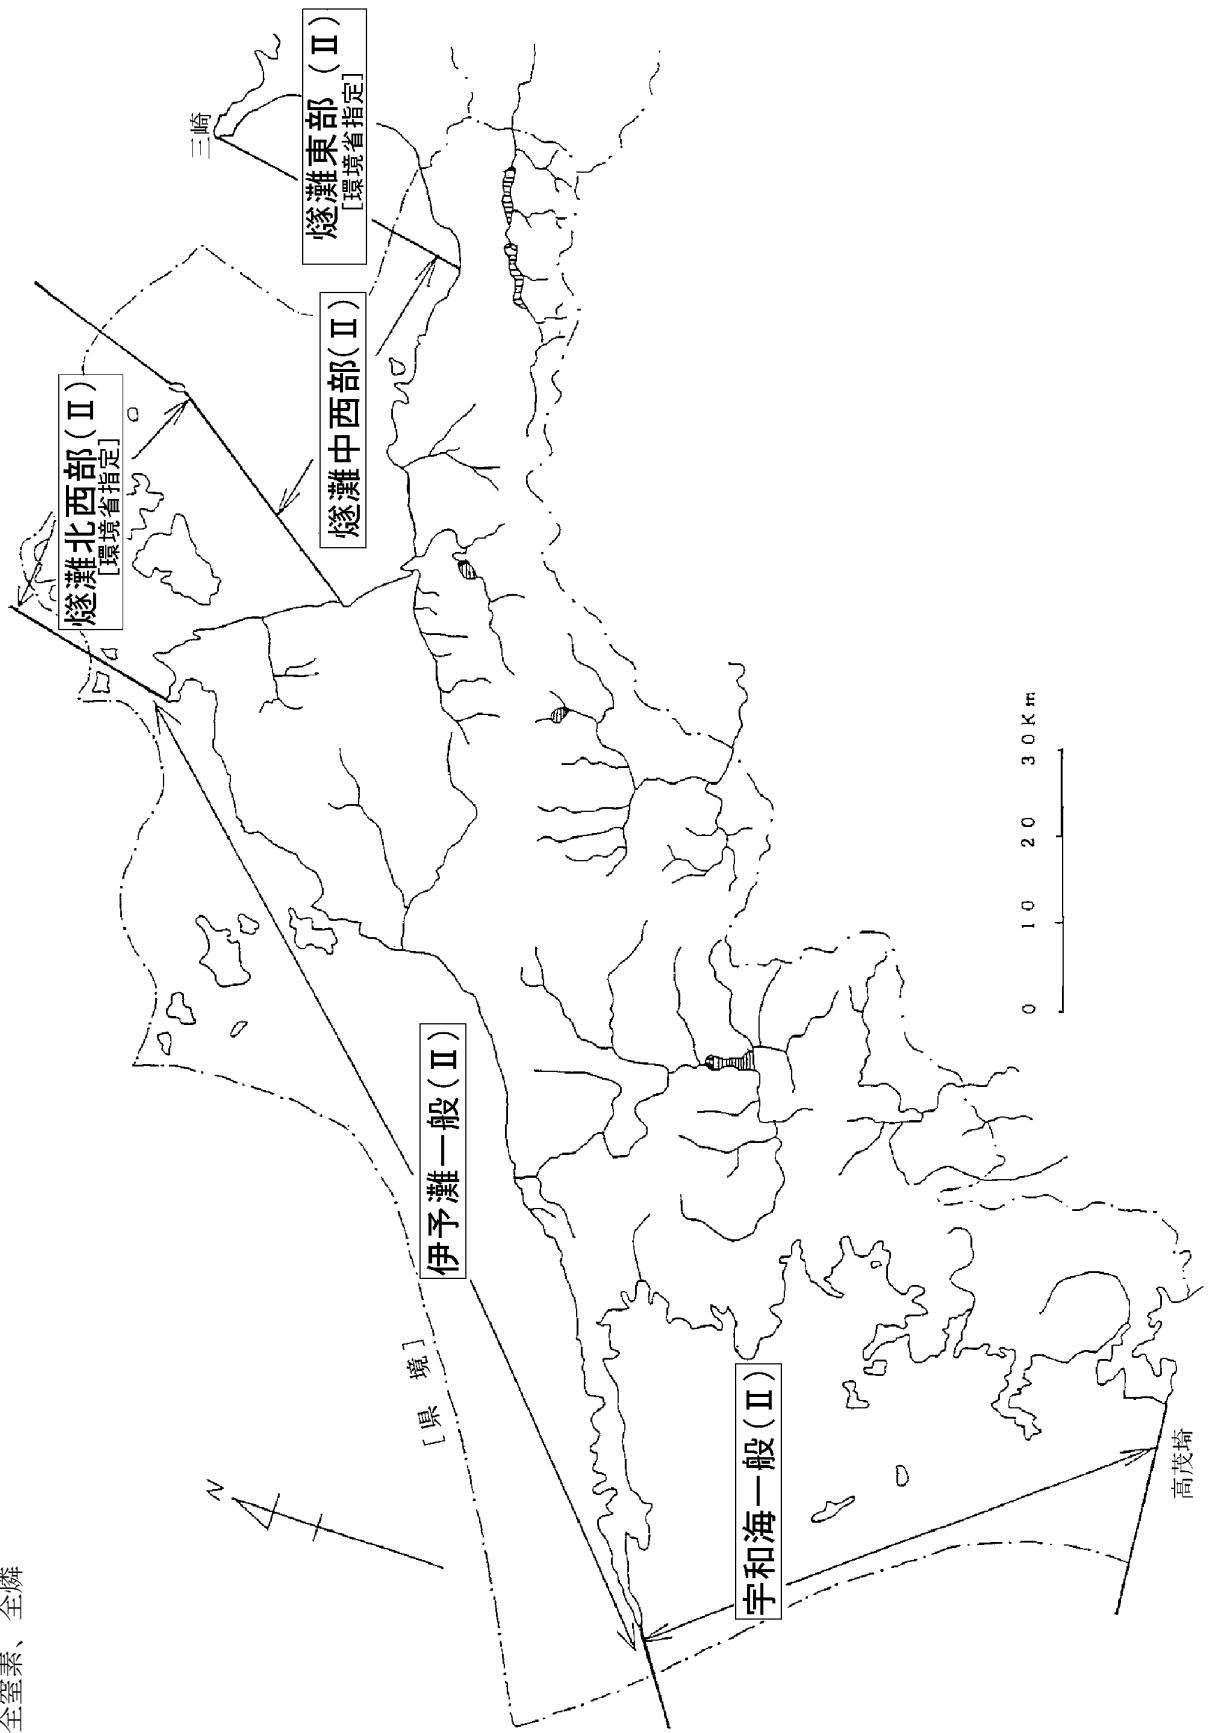 全窒素、全燐
燧灘北西部(Ⅱ)
[環境省指定]
三崎
燧灘東部(Ⅱ)
[環境省指定]
燧灘中西部(Ⅱ)
伊予灘一般(Ⅱ)
[県 境]
N
宇和海一般(Ⅱ)
高茂埼
0 10 20 30Km